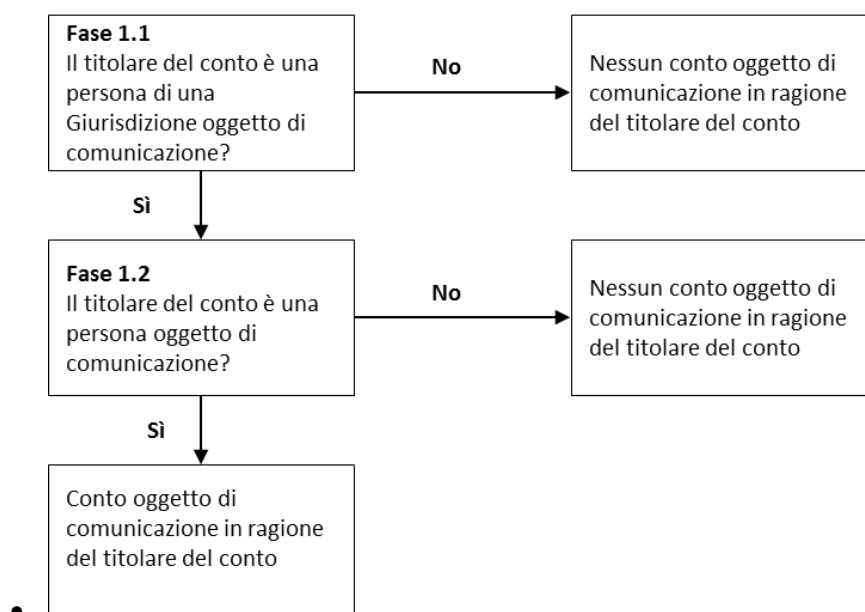 Fase 1.1
Il titolare del conto è una
persona di una
Giurisdizione oggetto di
comunicazione?
No
Nessun conto oggetto di
comunicazione in ragione
del titolare del conto
Sì
Fase 1.2
Il titolare del conto è una
persona oggetto di
comunicazione?
No
Nessun conto oggetto di
comunicazione in ragione
del titolare del conto
Sì
Conto oggetto di
comunicazione in ragione
del titolare del conto